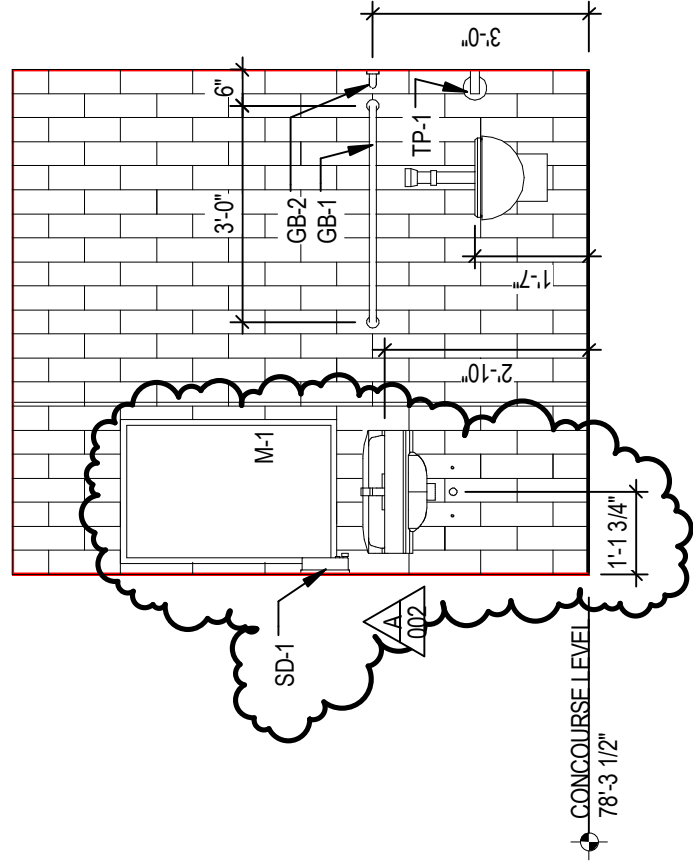 3'-0"
6"
3'-0"
GB-2
GB-1
TP-1
1'-7"
2'-10"
M-1
SD-1
A
002
1'-1 3/4"
CONCOURSE LEVEL
78'-3 1/2"